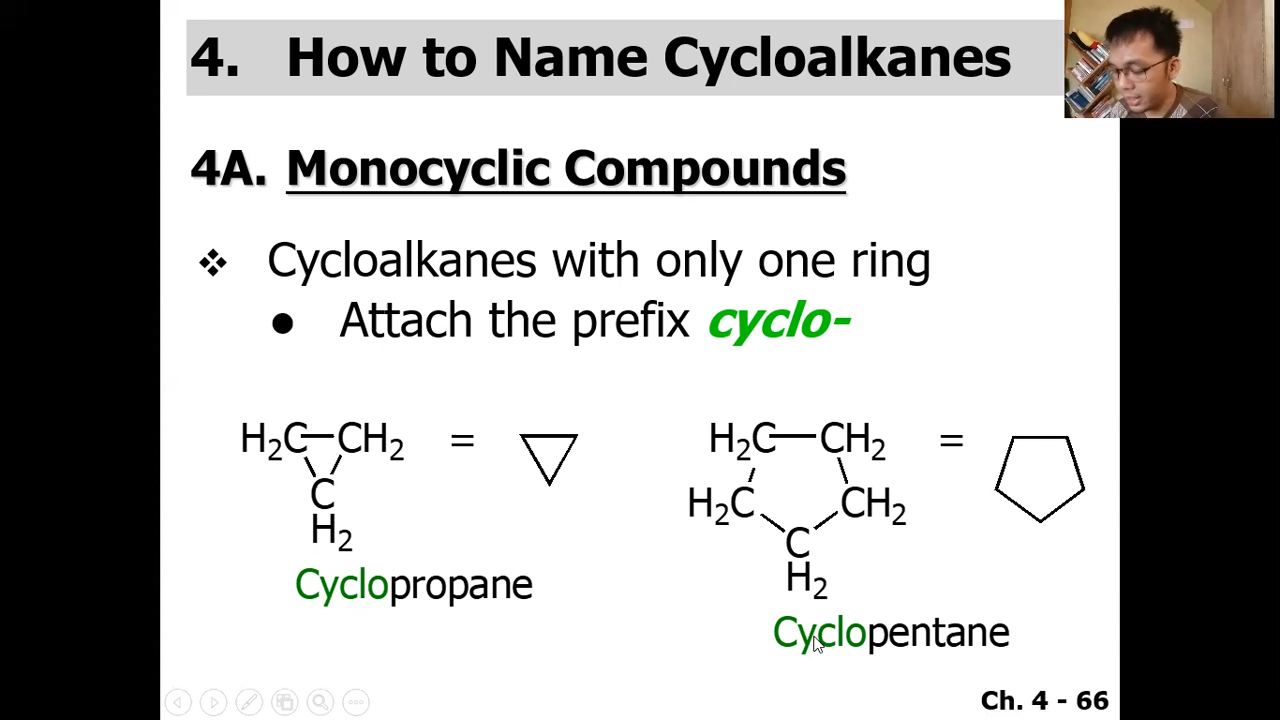 4. How to Name Cycloalkanes
4A. Monocyclic Compounds
❖ Cycloalkanes with only one ring
● Attach the prefix cyclo-
H₂C CH₂ =
C
H₂
Cyclopropane
H₂C CH₂ =
H₂C CH₂
C
H₂
Cyclopentane
Ch. 4 - 66